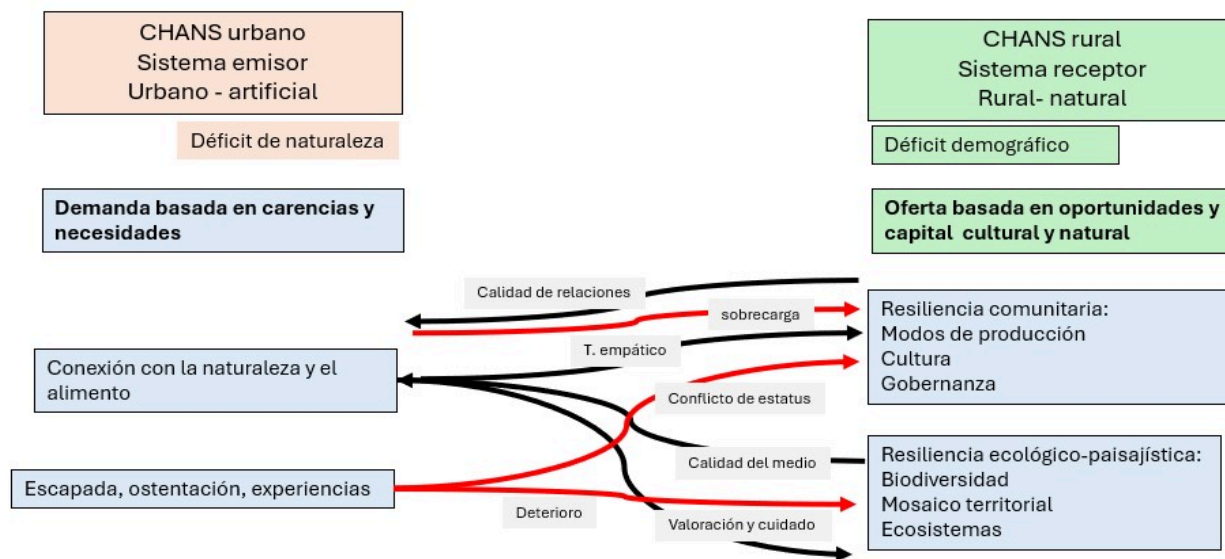 CHANS urbano
Sistema emisor
Urbano - artificial
Déficit de naturaleza
CHANS rural
Sistema receptor
Rural- natural
Déficit demográfico
Demanda basada en carencias y
necesidades
Oferta basada en oportunidades y
capital cultural y natural
Calidad de relaciones
sobrecarga
T. empático
Conflicto de estatus
Calidad del medio
Deterioro
Valoración y cuidado
Conexión con la naturaleza y el
alimento
Escapada, ostentación, experiencias
Resiliencia comunitaria:
Modos de producción
Cultura
Gobernanza
Resiliencia ecológico-paisajística:
Biodiversidad
Mosaico territorial
Ecosistemas